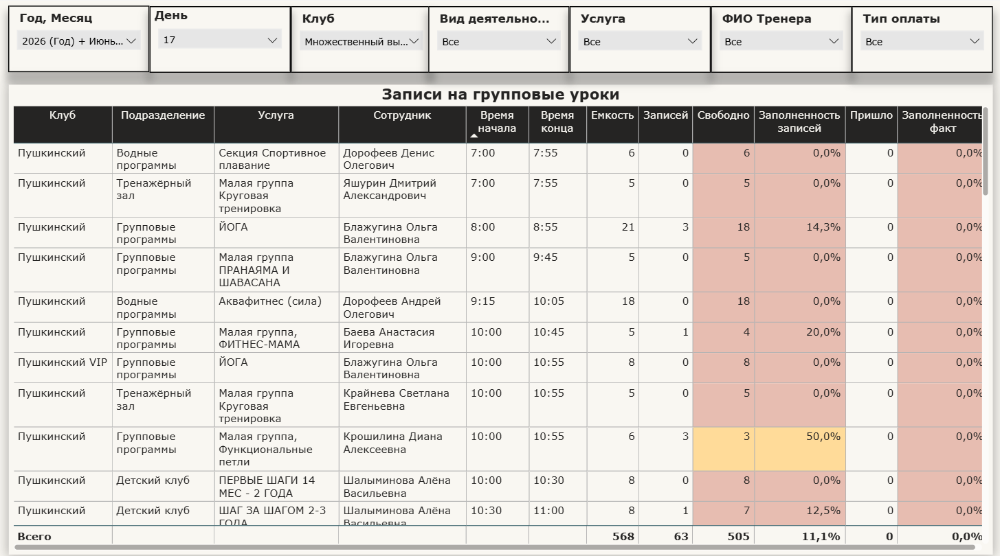 Год, Месяц
2026 (Год) + Июнь...
День
17
Клуб
Множественный вы...
Вид деятельно...
Все
Услуга
Все
ФИО Тренера
Все
Тип оплаты
Все
Записи на групповые уроки
Клуб Подразделение Услуга Сотрудник Время начала Время конца Емкость Записей Свободно Заполненность записей Пришло Заполненность факт
Пушкинский Водные программы Секция Спортивное плавание Дорофеев Денис Олегович 7:00 7:55 6 0 6 0,0% 0 0,0%
Пушкинский Тренажёрный зал Малая группа Круговая тренировка Яшурин Дмитрий Александрович 7:00 7:55 5 0 5 0,0% 0 0,0%
Пушкинский Групповые программы ЙОГА Блажугина Ольга Валентиновна 8:00 8:55 21 3 18 14,3% 0 0,0%
Пушкинский Групповые программы Малая группа ПРАНАЯМА И ШАВАСАНА Блажугина Ольга Валентиновна 9:00 9:45 5 0 5 0,0% 0 0,0%
Пушкинский Водные программы Аквафитнес (сила) Дорофеев Андрей Олегович 9:15 10:05 18 0 18 0,0% 0 0,0%
Пушкинский Групповые программы Малая группа, ФИТНЕС-МАМА Баева Анастасия Игоревна 10:00 10:45 5 1 4 20,0% 0 0,0%
Пушкинский VIP Групповые программы ЙОГА Блажугина Ольга Валентиновна 10:00 10:55 8 0 8 0,0% 0 0,0%
Пушкинский Тренажёрный зал Малая группа Круговая тренировка Крайнева Светлана Евгеньевна 10:00 10:55 5 0 5 0,0% 0 0,0%
Пушкинский Групповые программы Малая группа, Функциональные петли Крошилина Диана Алексеевна 10:00 10:55 6 3 3 50,0% 0 0,0%
Пушкинский Детский клуб ПЕРВЫЕ ШАГИ 14 МЕС - 2 ГОДА Шалыминова Алёна Васильевна 10:00 10:30 8 0 8 0,0% 0 0,0%
Пушкинский Детский клуб ШАГ ЗА ШАГОМ 2-3 ГОДА Шалыминова Алёна Васильевна 10:30 11:00 8 1 7 12,5% 0 0,0%
Всего 568 63 505 11,1% 0 0,0%